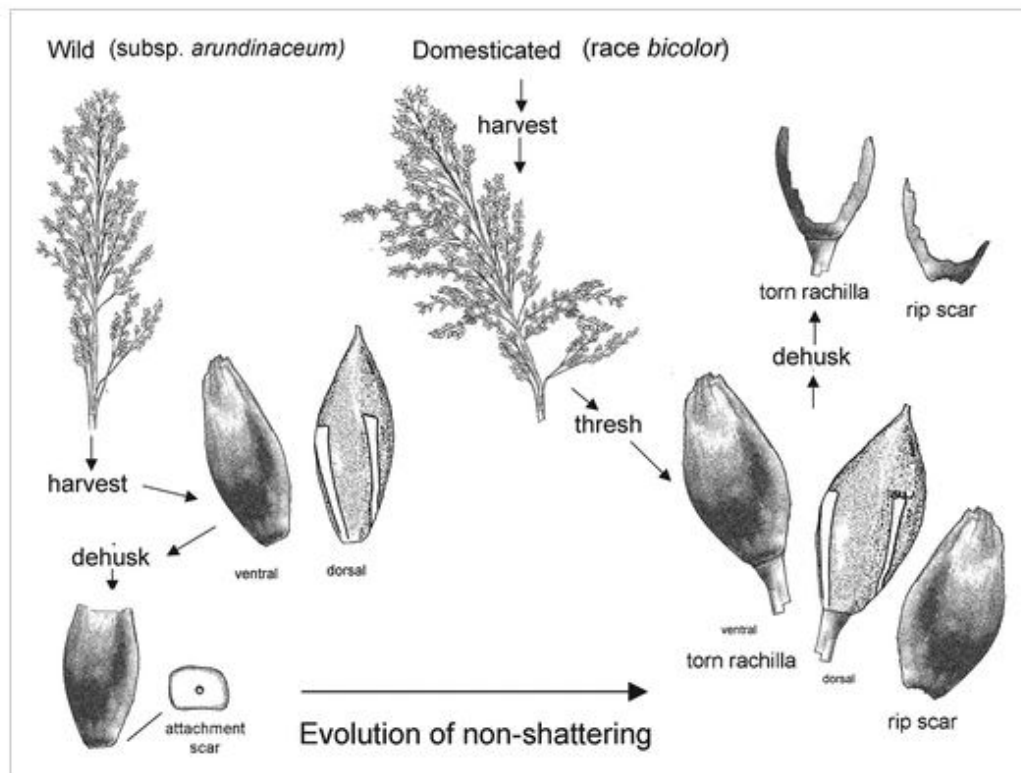 Wild (subsp. arundinaceum)
harvest
dehusk
ventral
dorsal
attachment
scar
Domesticated (race bicolor)
harvest
thresh
ventral
torn rachilla
dorsal
rip scar
dehusk
torn rachilla
rip scar
Evolution of non-shattering